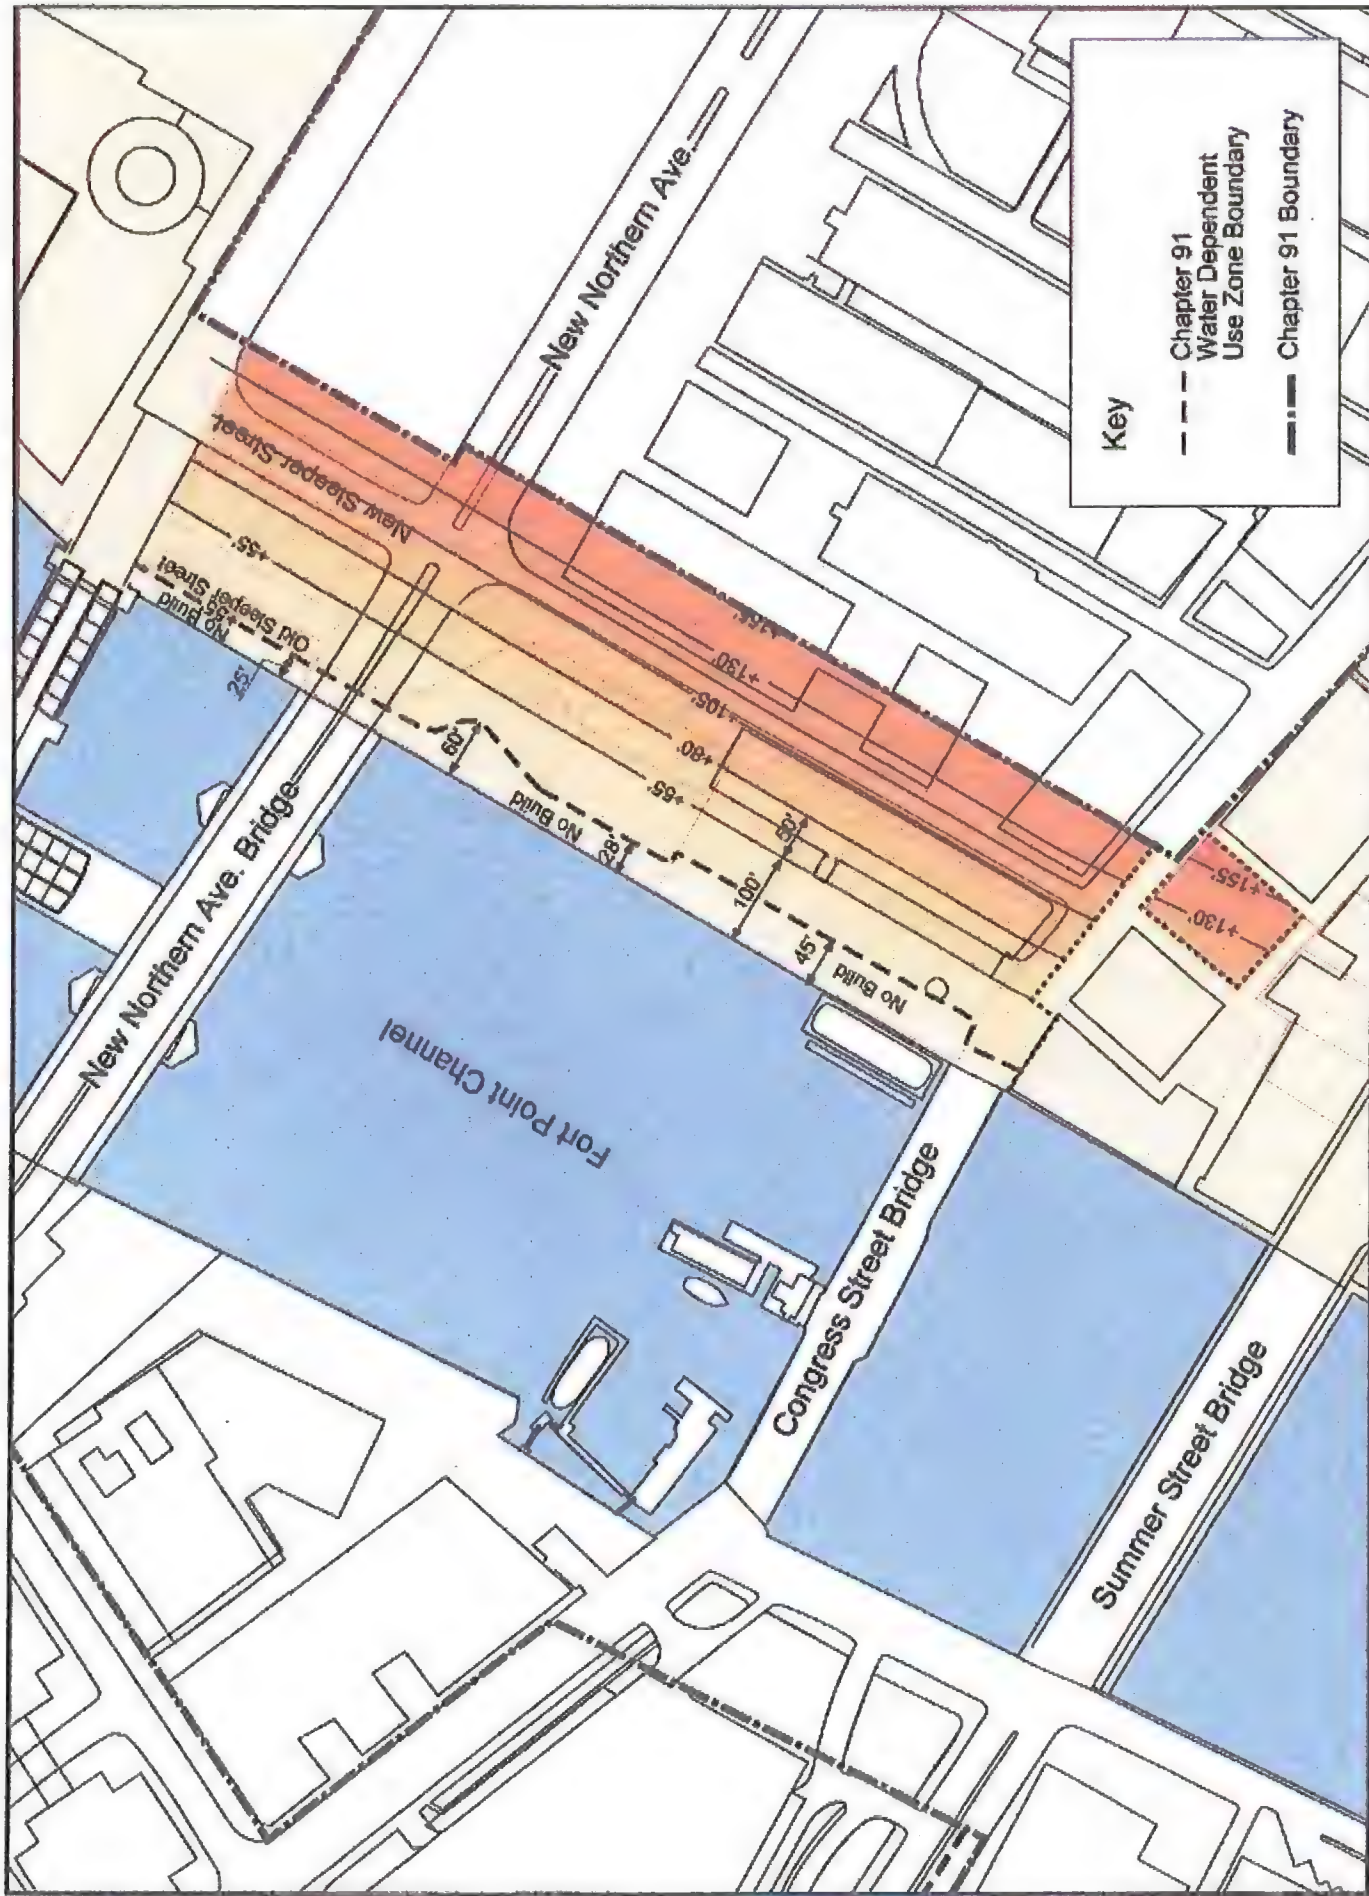 New Northern Ave.
Key
Chapter 91
Water Dependent
Use Zone Boundary
Chapter 91 Boundary
New Sleeper Street
+55'
Old Sleeper Street
+55'
No Build
25'
New Northern Ave. Bridge
60'
No Build
28'
+55'
+80'
+105'
+130'
+155'
50'
100'
45'
No Build
+155'
+130'
Fort Point Channel
Congress Street Bridge
Summer Street Bridge